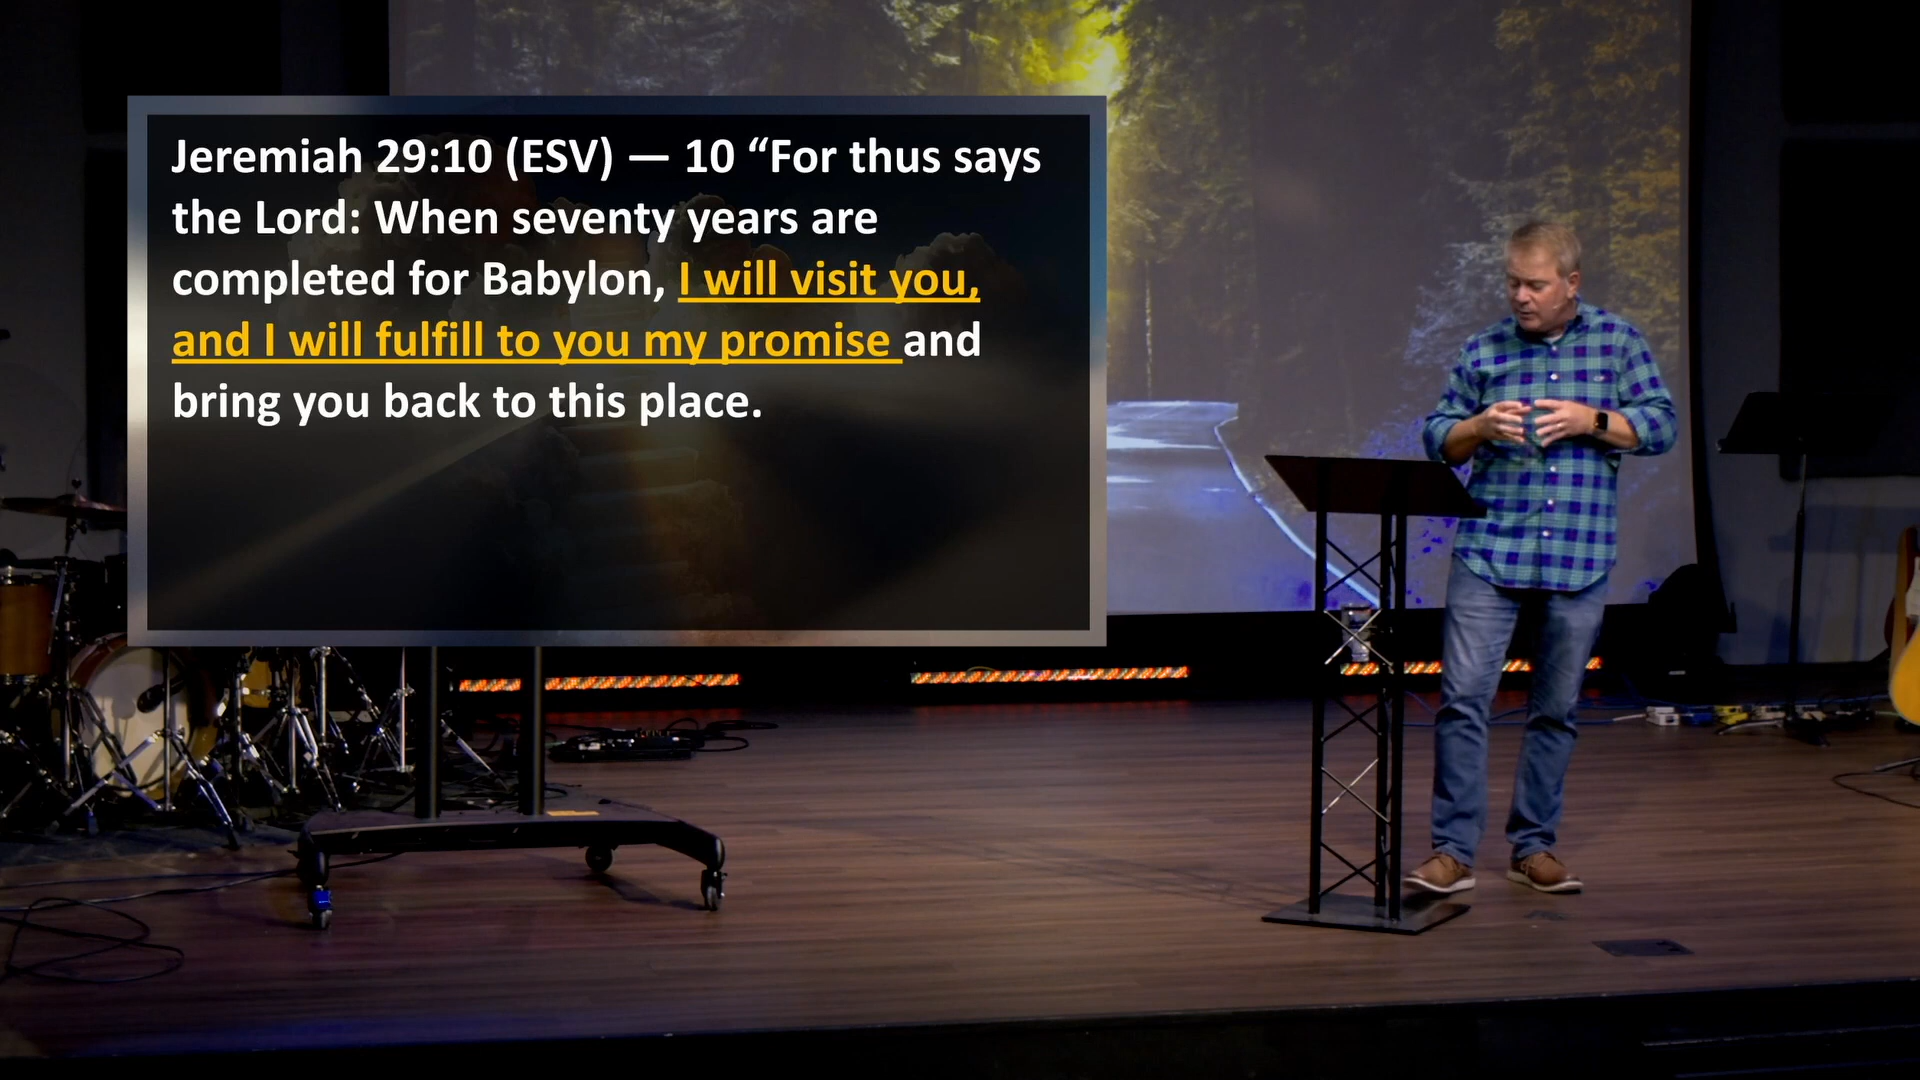 Jeremiah 29:10 (ESV) — 10 “For thus says
the Lord: When seventy years are
completed for Babylon, I will visit you,
and I will fulfill to you my promise and
bring you back to this place.